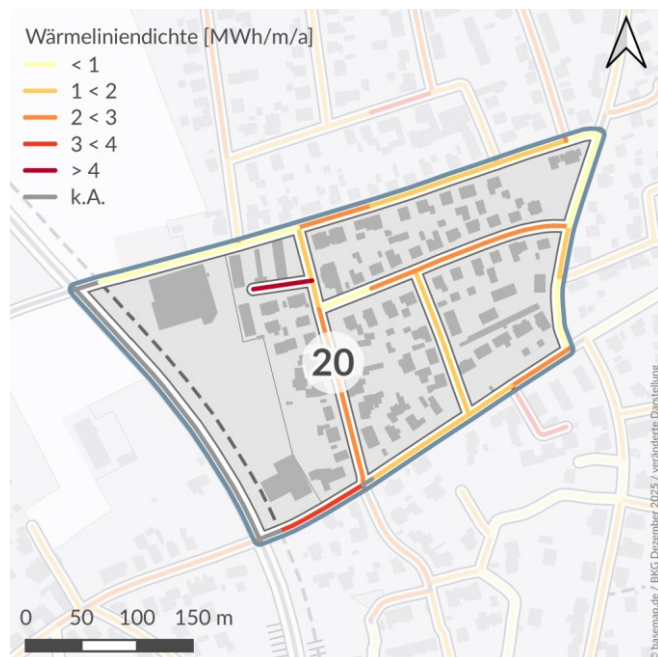 Wärmeliniendichte [MWh/m/a]
< 1
1 < 2
2 < 3
3 < 4
> 4
k.A.
20
0 50 100 150 m
© basemap.de / BKG Dezember 2025 / veränderte Darstellung